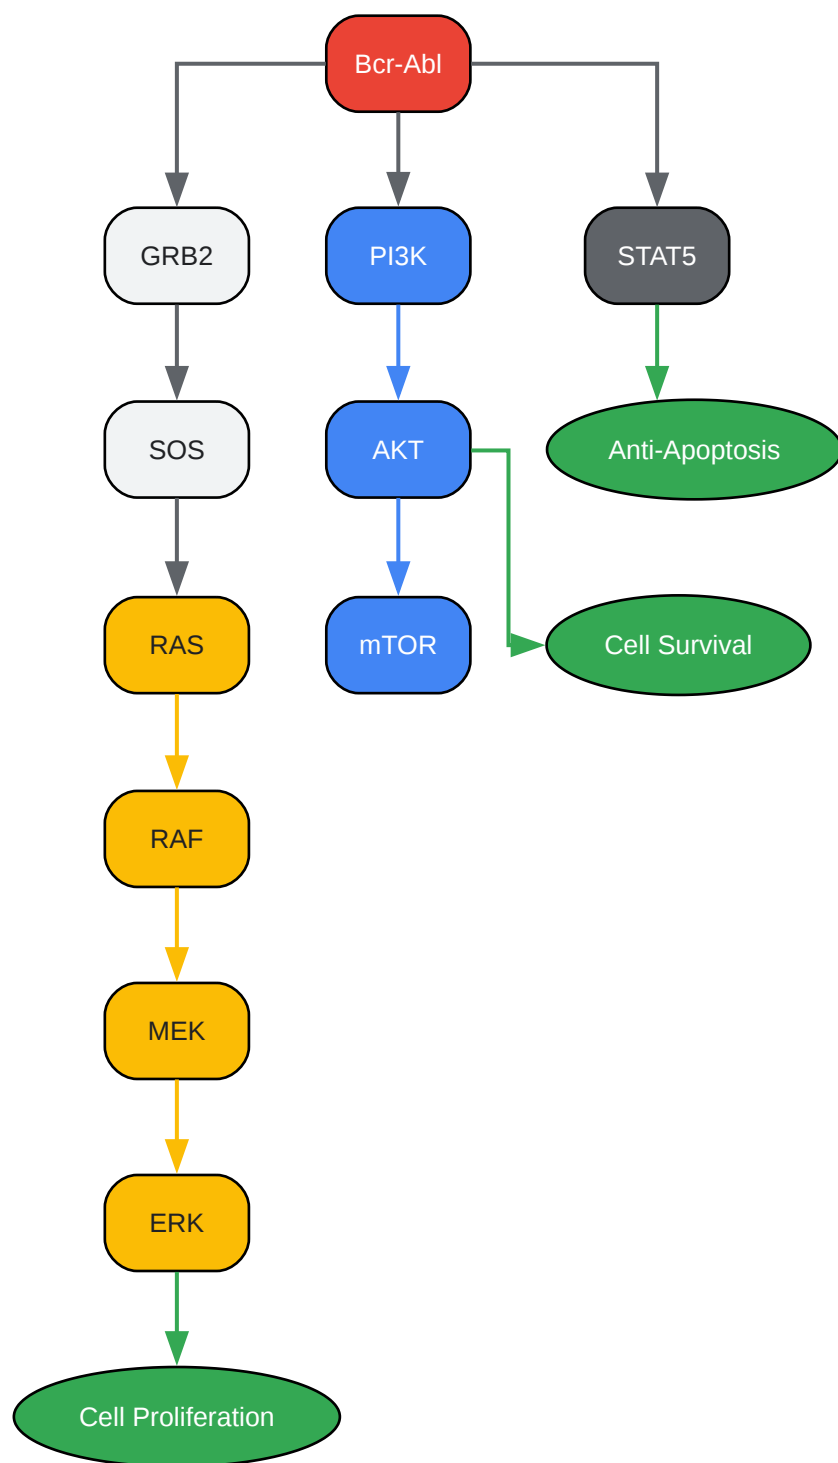 Bcr-Abl
GRB2
PI3K
STAT5
SOS
AKT
Anti-Apoptosis
RAS
mTOR
Cell Survival
RAF
MEK
ERK
Cell Proliferation